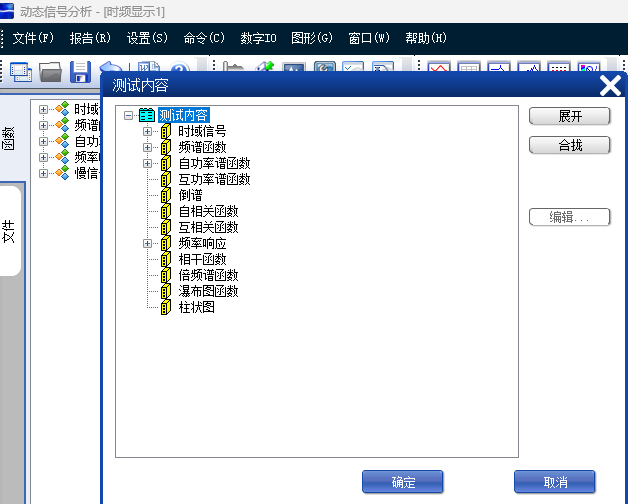 动态信号分析 - [时频显示1]
文件(F) 报告(R) 设置(S) 命令(C) 数字IO 图形(G) 窗口(W) 帮助(H)
测试内容
函数
文件
时域
频谱
自功
频率
慢信
测试内容
时域信号
频谱函数
自功率谱函数
互功率谱函数
倒谱
自相关函数
互相关函数
频率响应
相干函数
倍频谱函数
瀑布图函数
柱状图
展开
合找
编辑...
确定
取消